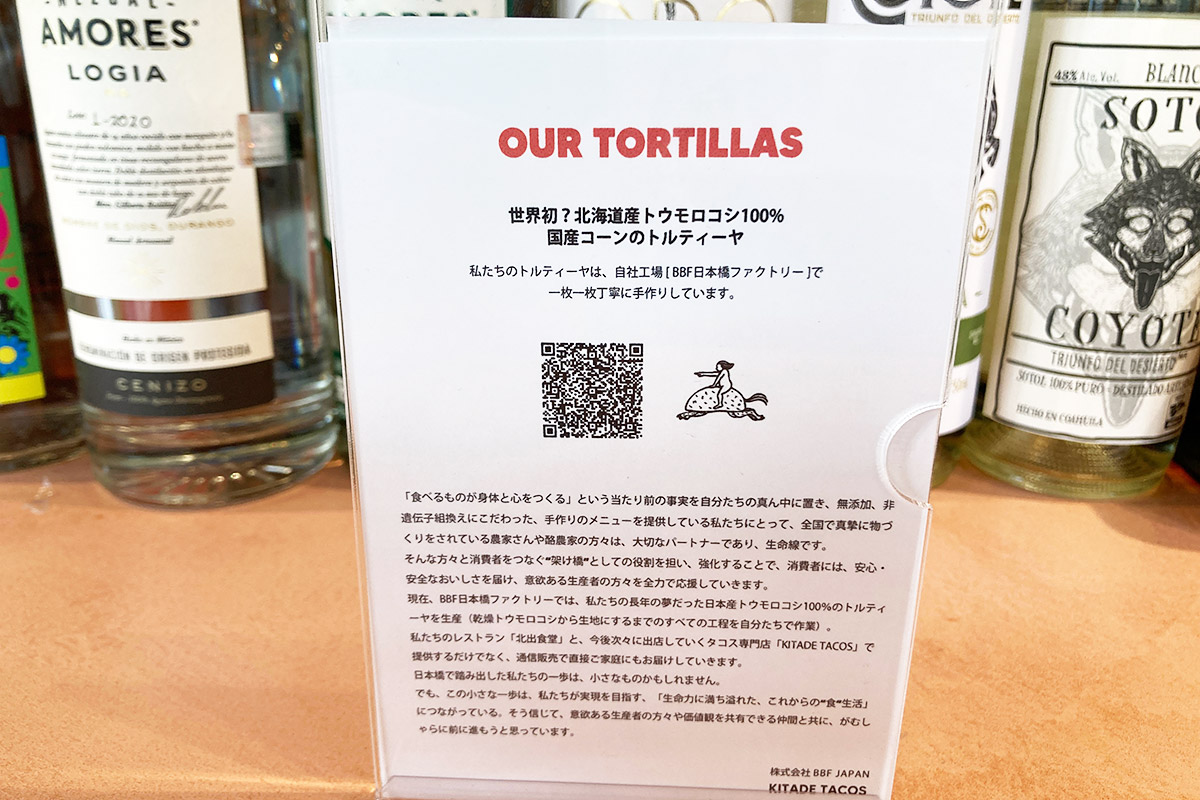 AMORES
LOGIA
L-2020
DENOMINACIÓN DE ORIGEN PROTEGIDA
CENIZO
TRIUNFO DEL DESIERTO
48% Alc. Vol.
BLANC
SOTO
COYOTE
TRIUNFO DEL DESIERTO
SOTOL 100% PURO - DESTILADO
HECHO EN COAHUILA
OUR TORTILLAS
世界初？北海道産トウモロコシ100%
国産コーンのトルティーヤ
私たちのトルティーヤは、自社工場 [ BBF日本橋ファクトリー ]で
一枚一枚丁寧に手作りしています。
「食べるものが身体と心をつくる」という当たり前の事実を自分たちの真ん中に置き、無添加、非
遺伝子組換えにこだわった、手作りのメニューを提供している私たちにとって、全国で真摯に物づ
くりをされている農家さんや酪農家の方々は、大切なパートナーであり、生命線です。
そんな方々と消費者をつなぐ“架け橋”としての役割を担い、強化することで、消費者には、安心・
安全なおいしさを届け、意欲ある生産者の方々を全力で応援していきます。
現在、BBF日本橋ファクトリーでは、私たちの長年の夢だった日本産トウモロコシ100%のトルティ
ーヤを生産（乾燥トウモロコシから生地にするまでのすべての工程を自分たちで作業）。
私たちのレストラン「北出食堂」と、今後次々に出店していくタコス専門店「KITADE TACOS」で
提供するだけでなく、通信販売で直接ご家庭にもお届けしていきます。
日本橋で踏み出した私たちの一歩は、小さなものかもしれません。
でも、この小さな一歩は、私たちが実現を目指す、「生命力に満ち溢れた、これからの“食”生活」
につながっている。そう信じて、意欲ある生産者の方々や価値観を共有できる仲間と共に、がむし
ゃらに前に進もうと思っています。
株式会社 BBF JAPAN
KITADE TACOS